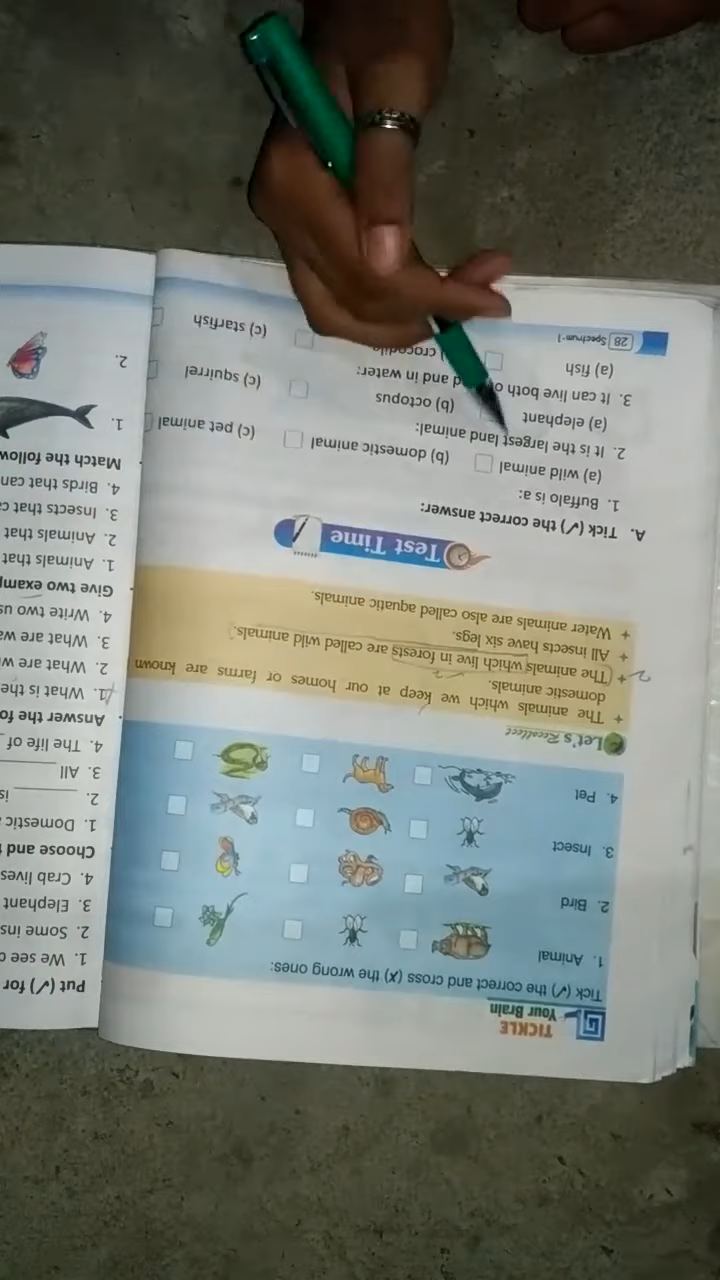 TICKLE
Your Brain
Tick (✓) the correct and cross (✗) the wrong ones:
1. Animal
2. Bird
3. Insect
4. Pet
Let's Recollect
+ The animals which we keep at our homes or farms are known
domestic animals.
+ The animals which live in forests are called wild animals.
+ All insects have six legs.
+ Water animals are also called aquatic animals.
Test Time
A. Tick (✓) the correct answer:
1. Buffalo is a:
(a) wild animal (b) domestic animal (c) pet animal
2. It is the largest land animal:
(a) elephant (b) octopus (c) squirrel
3. It can live both and in water:
(a) fish (c) starfish
28 Spectrum-1
Put (✓) for
1. We see
2. Some
3. Elephant
4. Crab lives
Choose and
1. Domestic
2. is
3. All
4. The life of
Answer the
1. What is the
2. What are
3. What are
4. Write two
Give two
1. Animals that
2. Animals that
3. Insects that
4. Birds that can
Match the
1.
2.